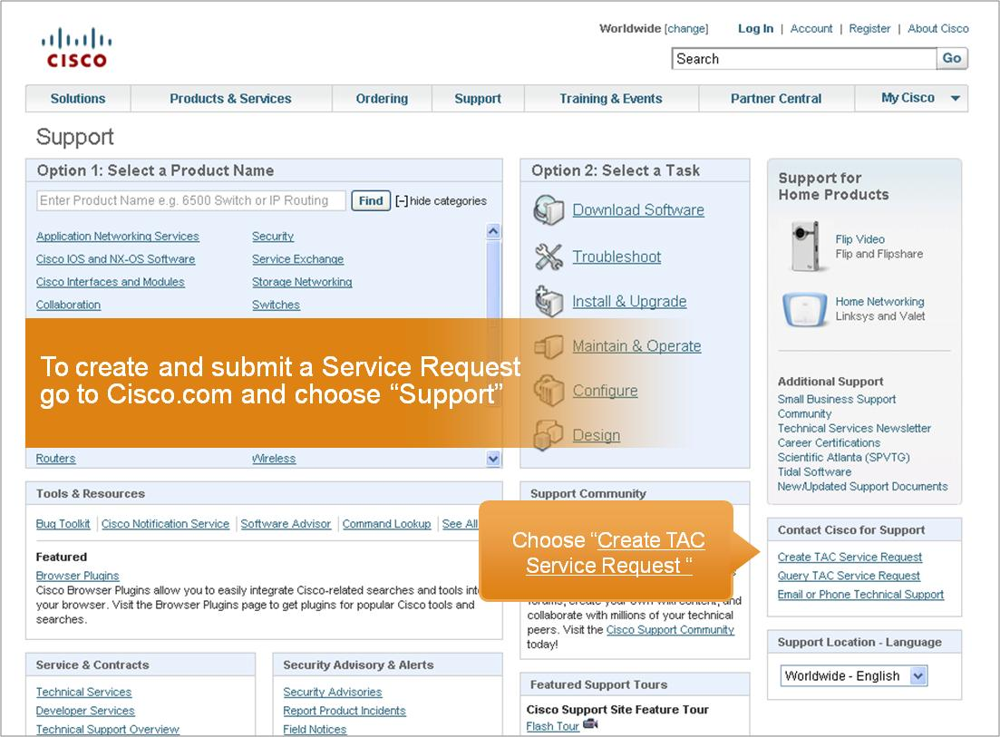 CISCO
Worldwide [change] Log In | Account | Register | About Cisco
Search Go
Solutions Products & Services Ordering Support Training & Events Partner Central My Cisco
Support
Option 1: Select a Product Name
Enter Product Name e.g. 6500 Switch or IP Routing Find [–] hide categories
Application Networking Services Security
Cisco IOS and NX-OS Software Service Exchange
Cisco Interfaces and Modules Storage Networking
Collaboration Switches
To create and submit a Service Request
go to Cisco.com and choose “Support”
Routers Wireless
Option 2: Select a Task
Download Software
Troubleshoot
Install & Upgrade
Maintain & Operate
Configure
Design
Support for
Home Products
Flip Video
Flip and Flipshare
Home Networking
Linksys and Valet
Additional Support
Small Business Support
Community
Technical Services Newsletter
Career Certifications
Scientific Atlanta (SPVTG)
Tidal Software
New/Updated Support Documents
Tools & Resources
Bug Toolkit | Cisco Notification Service | Software Advisor | Command Lookup | See All
Featured
Browser Plugins
Cisco Browser Plugins allow you to easily integrate Cisco-related searches and tools into
your browser. Visit the Browser Plugins page to get plugins for popular Cisco tools and
searches.
Support Community
Choose “Create TAC
Service Request “
forums, create your own wiki content, and
collaborate with millions of your technical
peers. Visit the Cisco Support Community
today!
Contact Cisco for Support
Create TAC Service Request
Query TAC Service Request
Email or Phone Technical Support
Support Location - Language
Worldwide - English
Service & Contracts
Technical Services
Developer Services
Technical Support Overview
Security Advisory & Alerts
Security Advisories
Report Product Incidents
Field Notices
Featured Support Tours
Cisco Support Site Feature Tour
Flash Tour